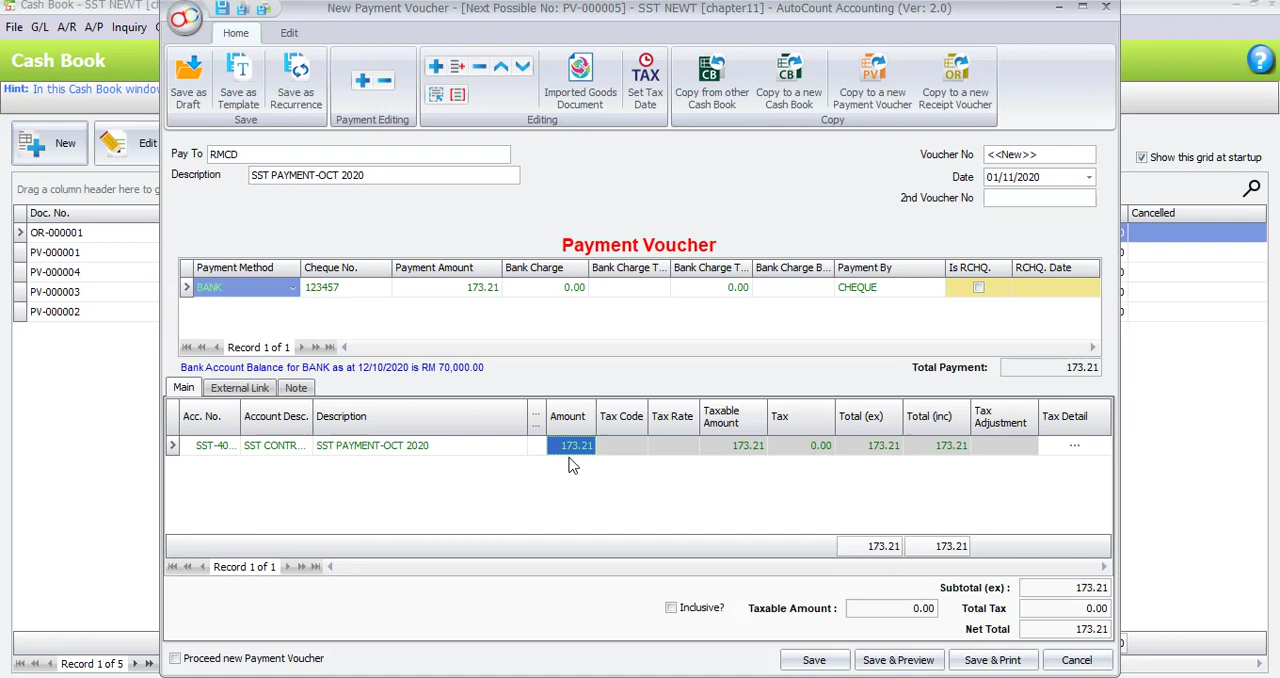 Cash Book - SST NEWT [c
New Payment Voucher - [Next Possible No: PV-000005] - SST NEWT [chapter11] - AutoCount Accounting (Ver: 2.0)
File G/L A/R A/P Inquiry
Home Edit
Cash Book
Hint: In this Cash Book window
Save as Draft
Save as Template
Save as Recurrence
Save
Payment Editing
Imported Goods Document
TAX
Set Tax Date
Editing
CB
Copy from other Cash Book
CB
Copy to a new Cash Book
PV
Copy to a new Payment Voucher
OR
Copy to a new Receipt Voucher
Copy
New Edit
Show this grid at startup
Drag a column header here to g
Doc. No.
OR-000001
PV-000001
PV-000004
PV-000003
PV-000002
Cancelled
Pay To RMCD
Voucher No <<New>>
Description SST PAYMENT-OCT 2020
Date 01/11/2020
2nd Voucher No
Payment Voucher
Payment Method Cheque No. Payment Amount Bank Charge Bank Charge T... Bank Charge T... Bank Charge B... Payment By Is RCHQ. RCHQ. Date
BANK 123457 173.21 0.00 0.00 CHEQUE
Record 1 of 1
Bank Account Balance for BANK as at 12/10/2020 is RM 70,000.00
Total Payment: 173.21
Main External Link Note
Acc. No. Account Desc. Description ... ... Amount Tax Code Tax Rate Taxable Amount Tax Total (ex) Total (inc) Tax Adjustment Tax Detail
SST-40... SST CONTR... SST PAYMENT-OCT 2020 173.21 173.21 0.00 173.21 173.21 ...
173.21 173.21
Record 1 of 1
Subtotal (ex) : 173.21
Inclusive? Taxable Amount : 0.00 Total Tax 0.00
Net Total 173.21
Proceed new Payment Voucher
Save Save & Preview Save & Print Cancel
Record 1 of 5